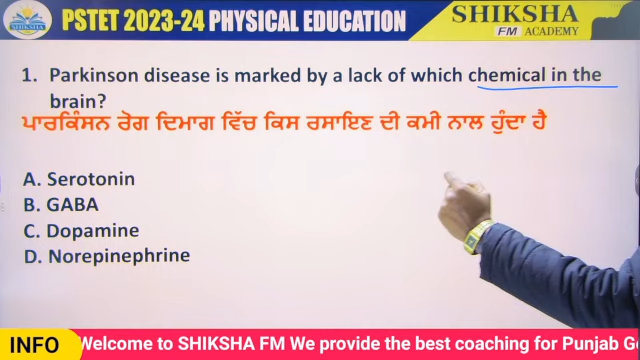 SHIKSHA
PSTET 2023-24 PHYSICAL EDUCATION
SHIKSHA
FM ACADEMY
1. Parkinson disease is marked by a lack of which chemical in the
brain?
ਪਾਰਕਿੰਸਨ ਰੋਗ ਦਿਮਾਗ ਵਿੱਚ ਕਿਸ ਰਸਾਇਣ ਦੀ ਕਮੀ ਨਾਲ ਹੁੰਦਾ ਹੈ
A. Serotonin
B. GABA
C. Dopamine
D. Norepinephrine
INFO Welcome to SHIKSHA FM We provide the best coaching for Punjab G